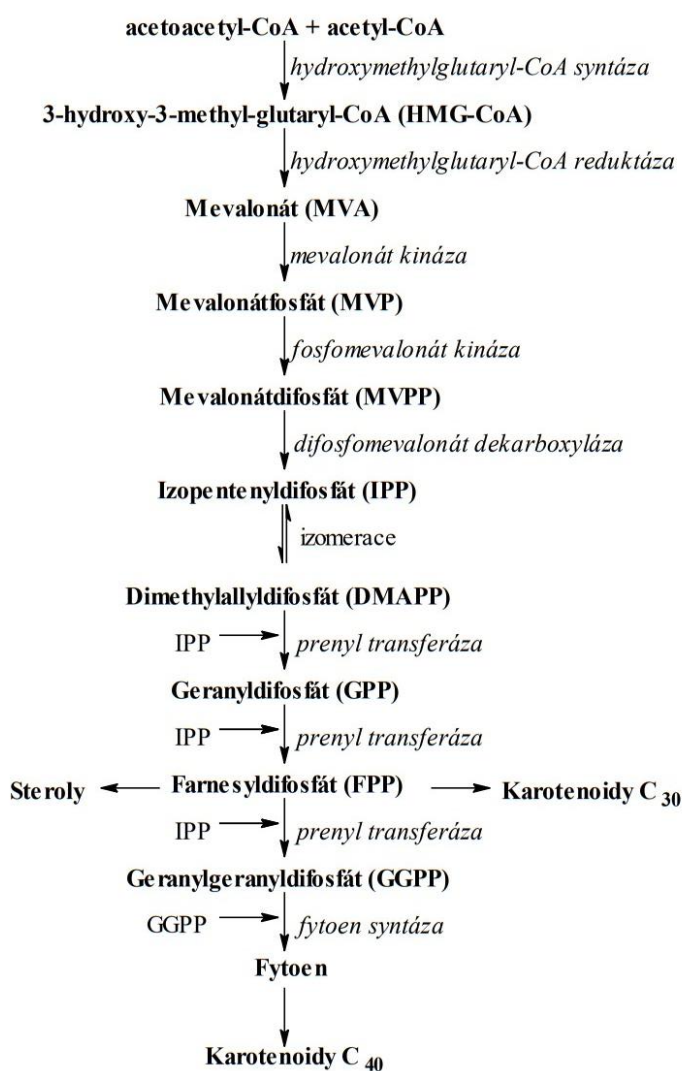 acetoacetyl-CoA + acetyl-CoA
hydroxymethylglutaryl-CoA syntáza
3-hydroxy-3-methyl-glutaryl-CoA (HMG-CoA)
hydroxymethylglutaryl-CoA reduktáza
Mevalonát (MVA)
mevalonát kináza
Mevalonátfosfát (MVP)
fosfomevalonát kináza
Mevalonátdifosfát (MVPP)
difosfomevalonát dekarboxyláza
Izopentenyldifosfát (IPP)
izomerace
Dimethylallyldifosfát (DMAPP)
IPP prenyl transferáza
Geranyldifosfát (GPP)
IPP prenyl transferáza
Steroly Farnesyldifosfát (FPP) Karotenoidy C30
IPP prenyl transferáza
Geranylgeranyldifosfát (GGPP)
GGPP fytoen syntáza
Fytoen
Karotenoidy C40